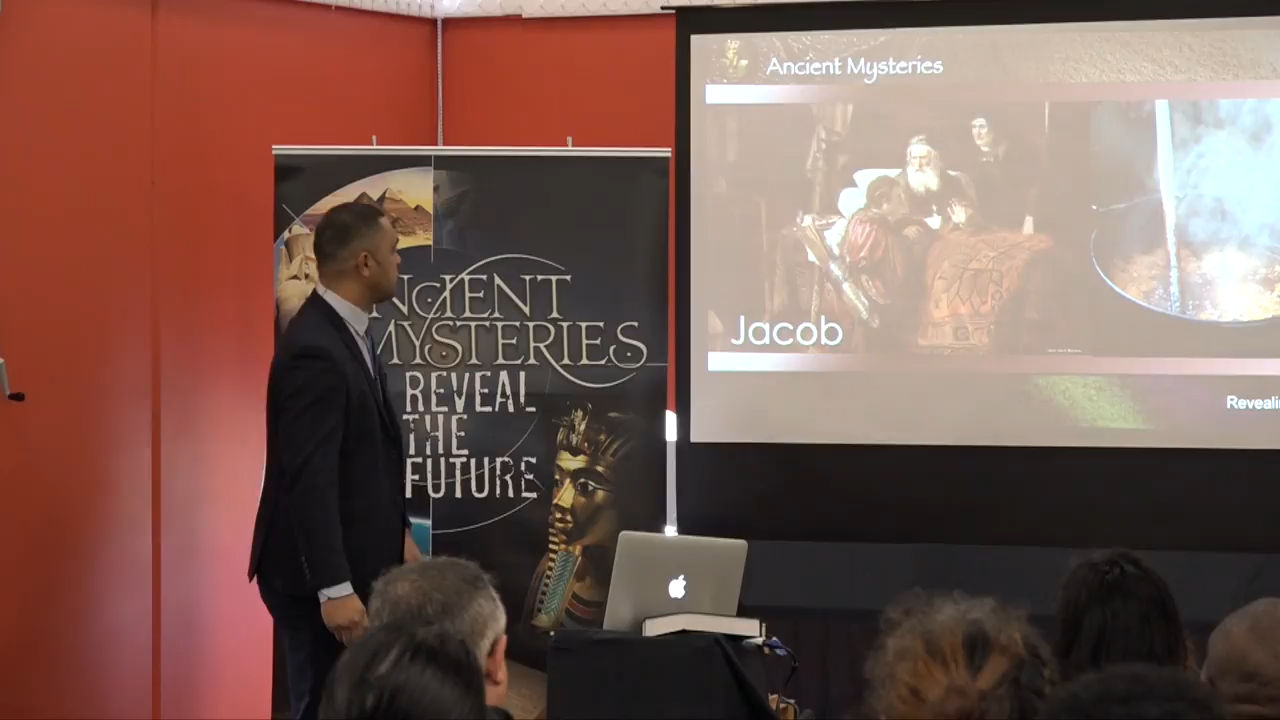 Ancient Mysteries
Jacob
ANCIENT
MYSTERIES
REVEAL
THE
FUTURE